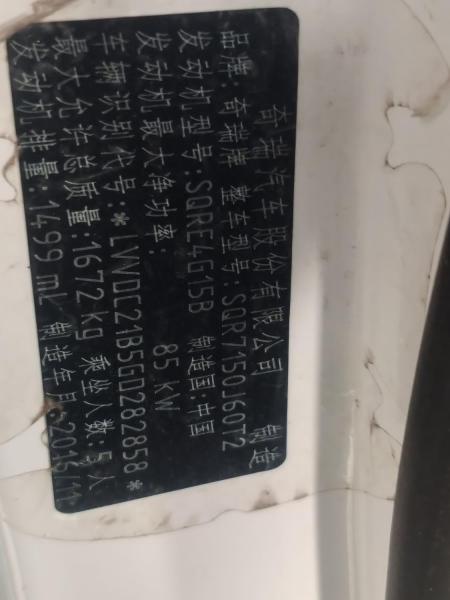 奇瑞汽车股份有限公司 制造
品牌:奇瑞牌 整车型号:SQR7150J60T2
发动机型号:SQRE4G15B 制造国:中国
发动机最大净功率: 85 kW
车辆识别代号:*LVVDC21B5GD282858*
最大允许总质量:1672kg 乘坐人数:5人
发动机排量:1499 mL 制造年月:2015/11